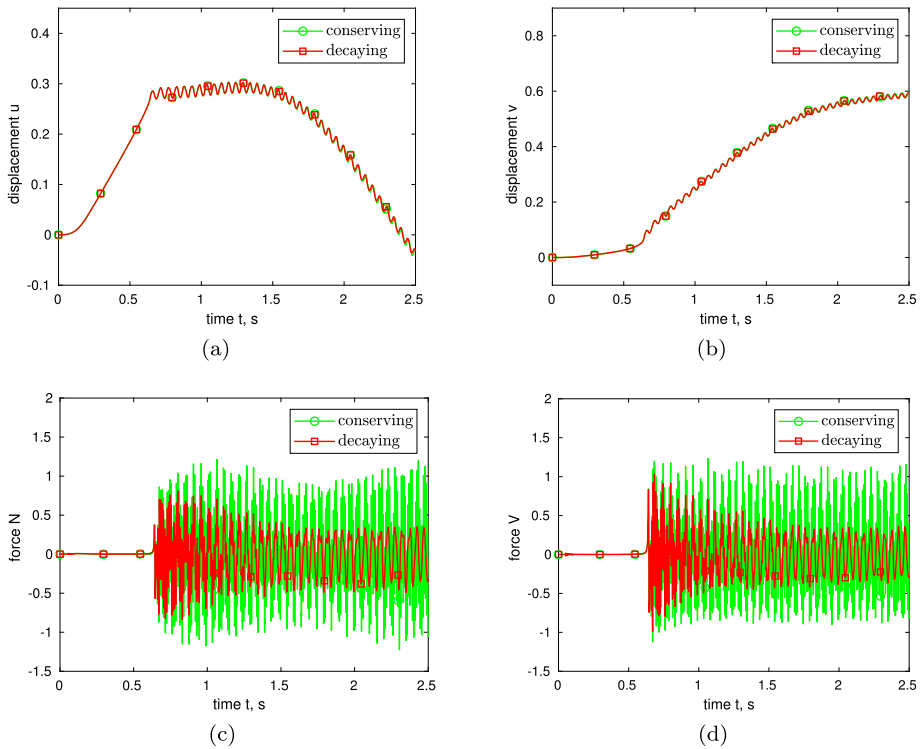 0.4
0.3
0.2
0.1
0
-0.1
displacement u
conserving
decaying
0
0.5
1
1.5
2
2.5
time t, s
(a)
0.8
0.6
0.4
0.2
0
displacement v
conserving
decaying
0
0.5
1
1.5
2
2.5
time t, s
(b)
2
1.5
1
0.5
0
-0.5
-1
-1.5
force N
conserving
decaying
0
0.5
1
1.5
2
2.5
time t, s
(c)
2
1.5
1
0.5
0
-0.5
-1
-1.5
force V
conserving
decaying
0
0.5
1
1.5
2
2.5
time t, s
(d)